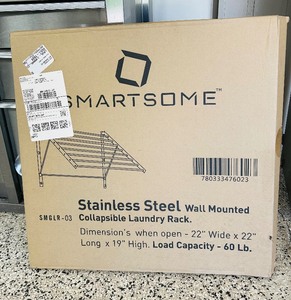 SMARTSOME™
780333476023
Stainless Steel Wall Mounted
SMGLR-03 Collapsible Laundry Rack.
Dimension's when open - 22" Wide x 22"
Long x 19" High. Load Capacity - 60 Lb.